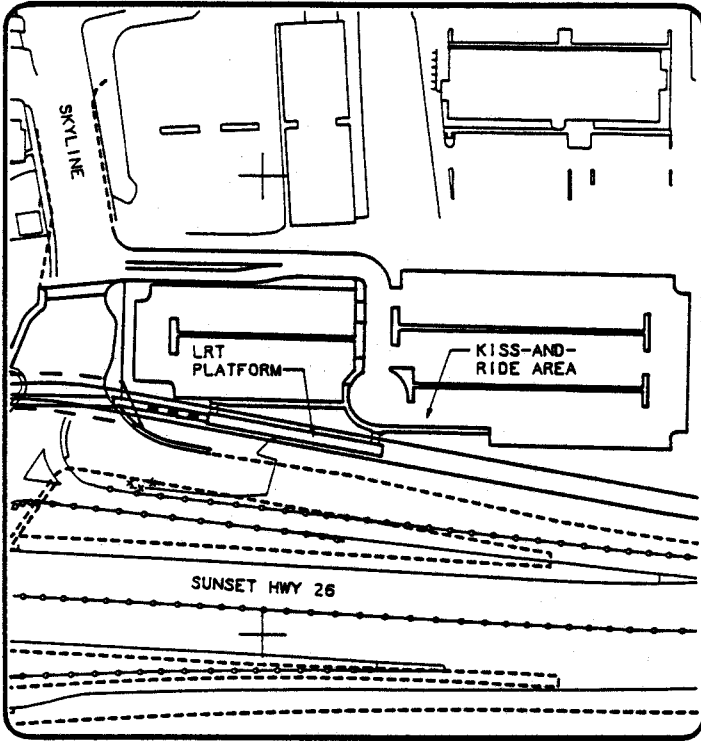 SKYLINE
LRT
PLATFORM
KISS-AND-
RIDE AREA
SUNSET HWY 26